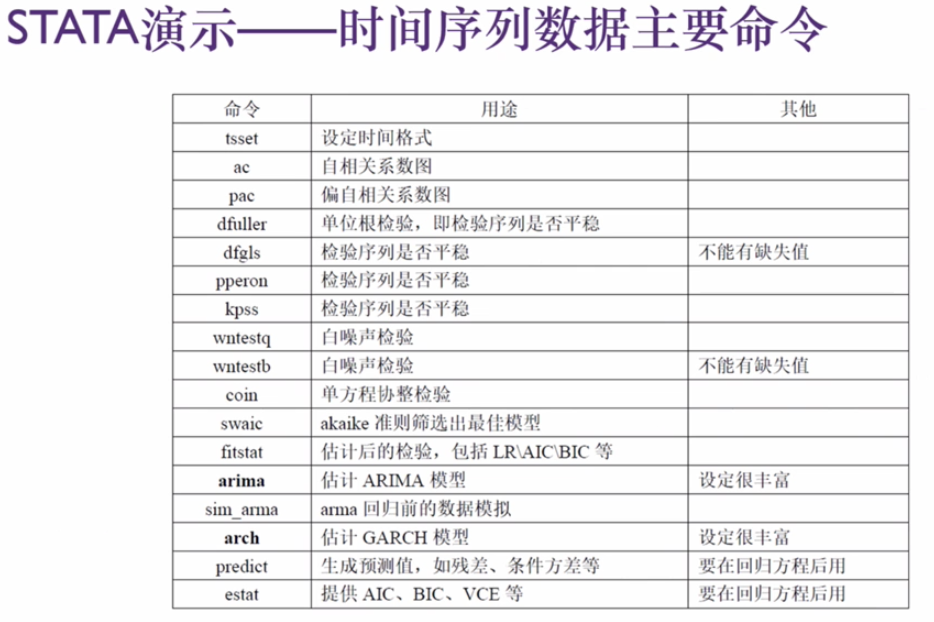 STATA演示——时间序列数据主要命令
命令 用途 其他
tsset 设定时间格式
ac 自相关系数图
pac 偏自相关系数图
dfuller 单位根检验，即检验序列是否平稳
dfgls 检验序列是否平稳 不能有缺失值
pperon 检验序列是否平稳
kpss 检验序列是否平稳
wntestq 白噪声检验
wntestb 白噪声检验 不能有缺失值
coin 单方程协整检验
swaic akaike 准则筛选出最佳模型
fitstat 估计后的检验，包括 LR\AIC\BIC 等
arima 估计 ARIMA 模型 设定很丰富
sim_arma arma 回归前的数据模拟
arch 估计 GARCH 模型 设定很丰富
predict 生成预测值，如残差、条件方差等 要在回归方程后用
estat 提供 AIC、BIC、VCE 等 要在回归方程后用